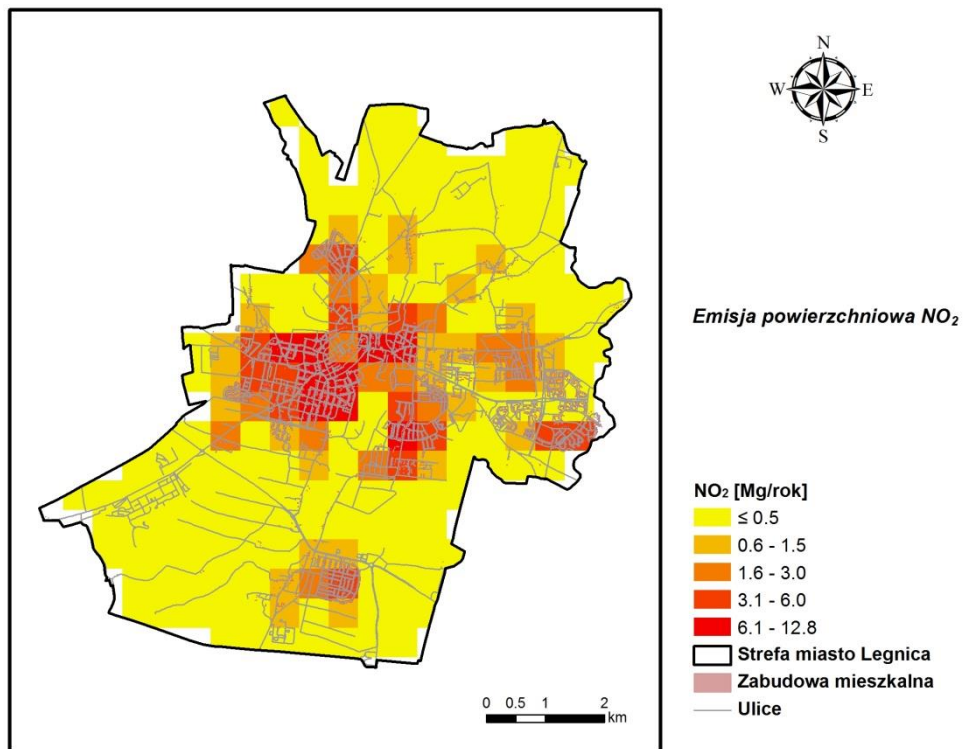 N
W E
S
Emisja powierzchniowa NO₂
NO₂ [Mg/rok]
≤ 0.5
0.6 - 1.5
1.6 - 3.0
3.1 - 6.0
6.1 - 12.8
Strefa miasto Legnica
Zabudowa mieszkalna
Ulice
0 0.5 1 2
km